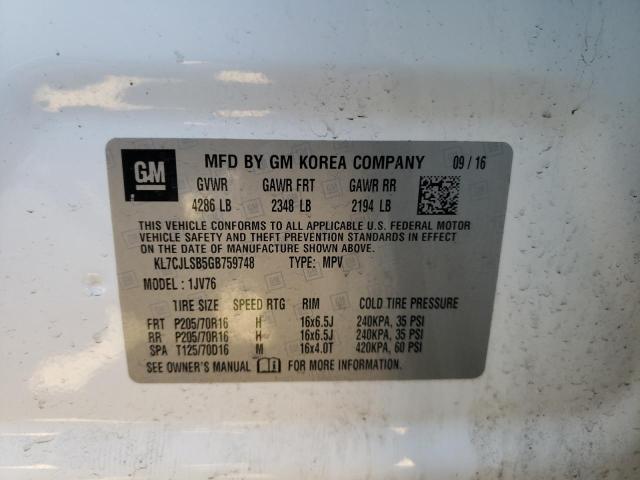 GM
MFD BY GM KOREA COMPANY 09 / 16
GVWR GAWR FRT GAWR RR
4286 LB 2348 LB 2194 LB
THIS VEHICLE CONFORMS TO ALL APPLICABLE U.S. FEDERAL MOTOR
VEHICLE SAFETY AND THEFT PREVENTION STANDARDS IN EFFECT
ON THE DATE OF MANUFACTURE SHOWN ABOVE.
KL7CJLSB5GB759748 TYPE: MPV
MODEL : 1JV76
TIRE SIZE SPEED RTG RIM COLD TIRE PRESSURE
FRT P205/70R16 H 16x6.5J 240KPA, 35 PSI
RR P205/70R16 H 16x6.5J 240KPA, 35 PSI
SPA T125/70D16 M 16x4.0T 420KPA, 60 PSI
SEE OWNER'S MANUAL FOR MORE INFORMATION.